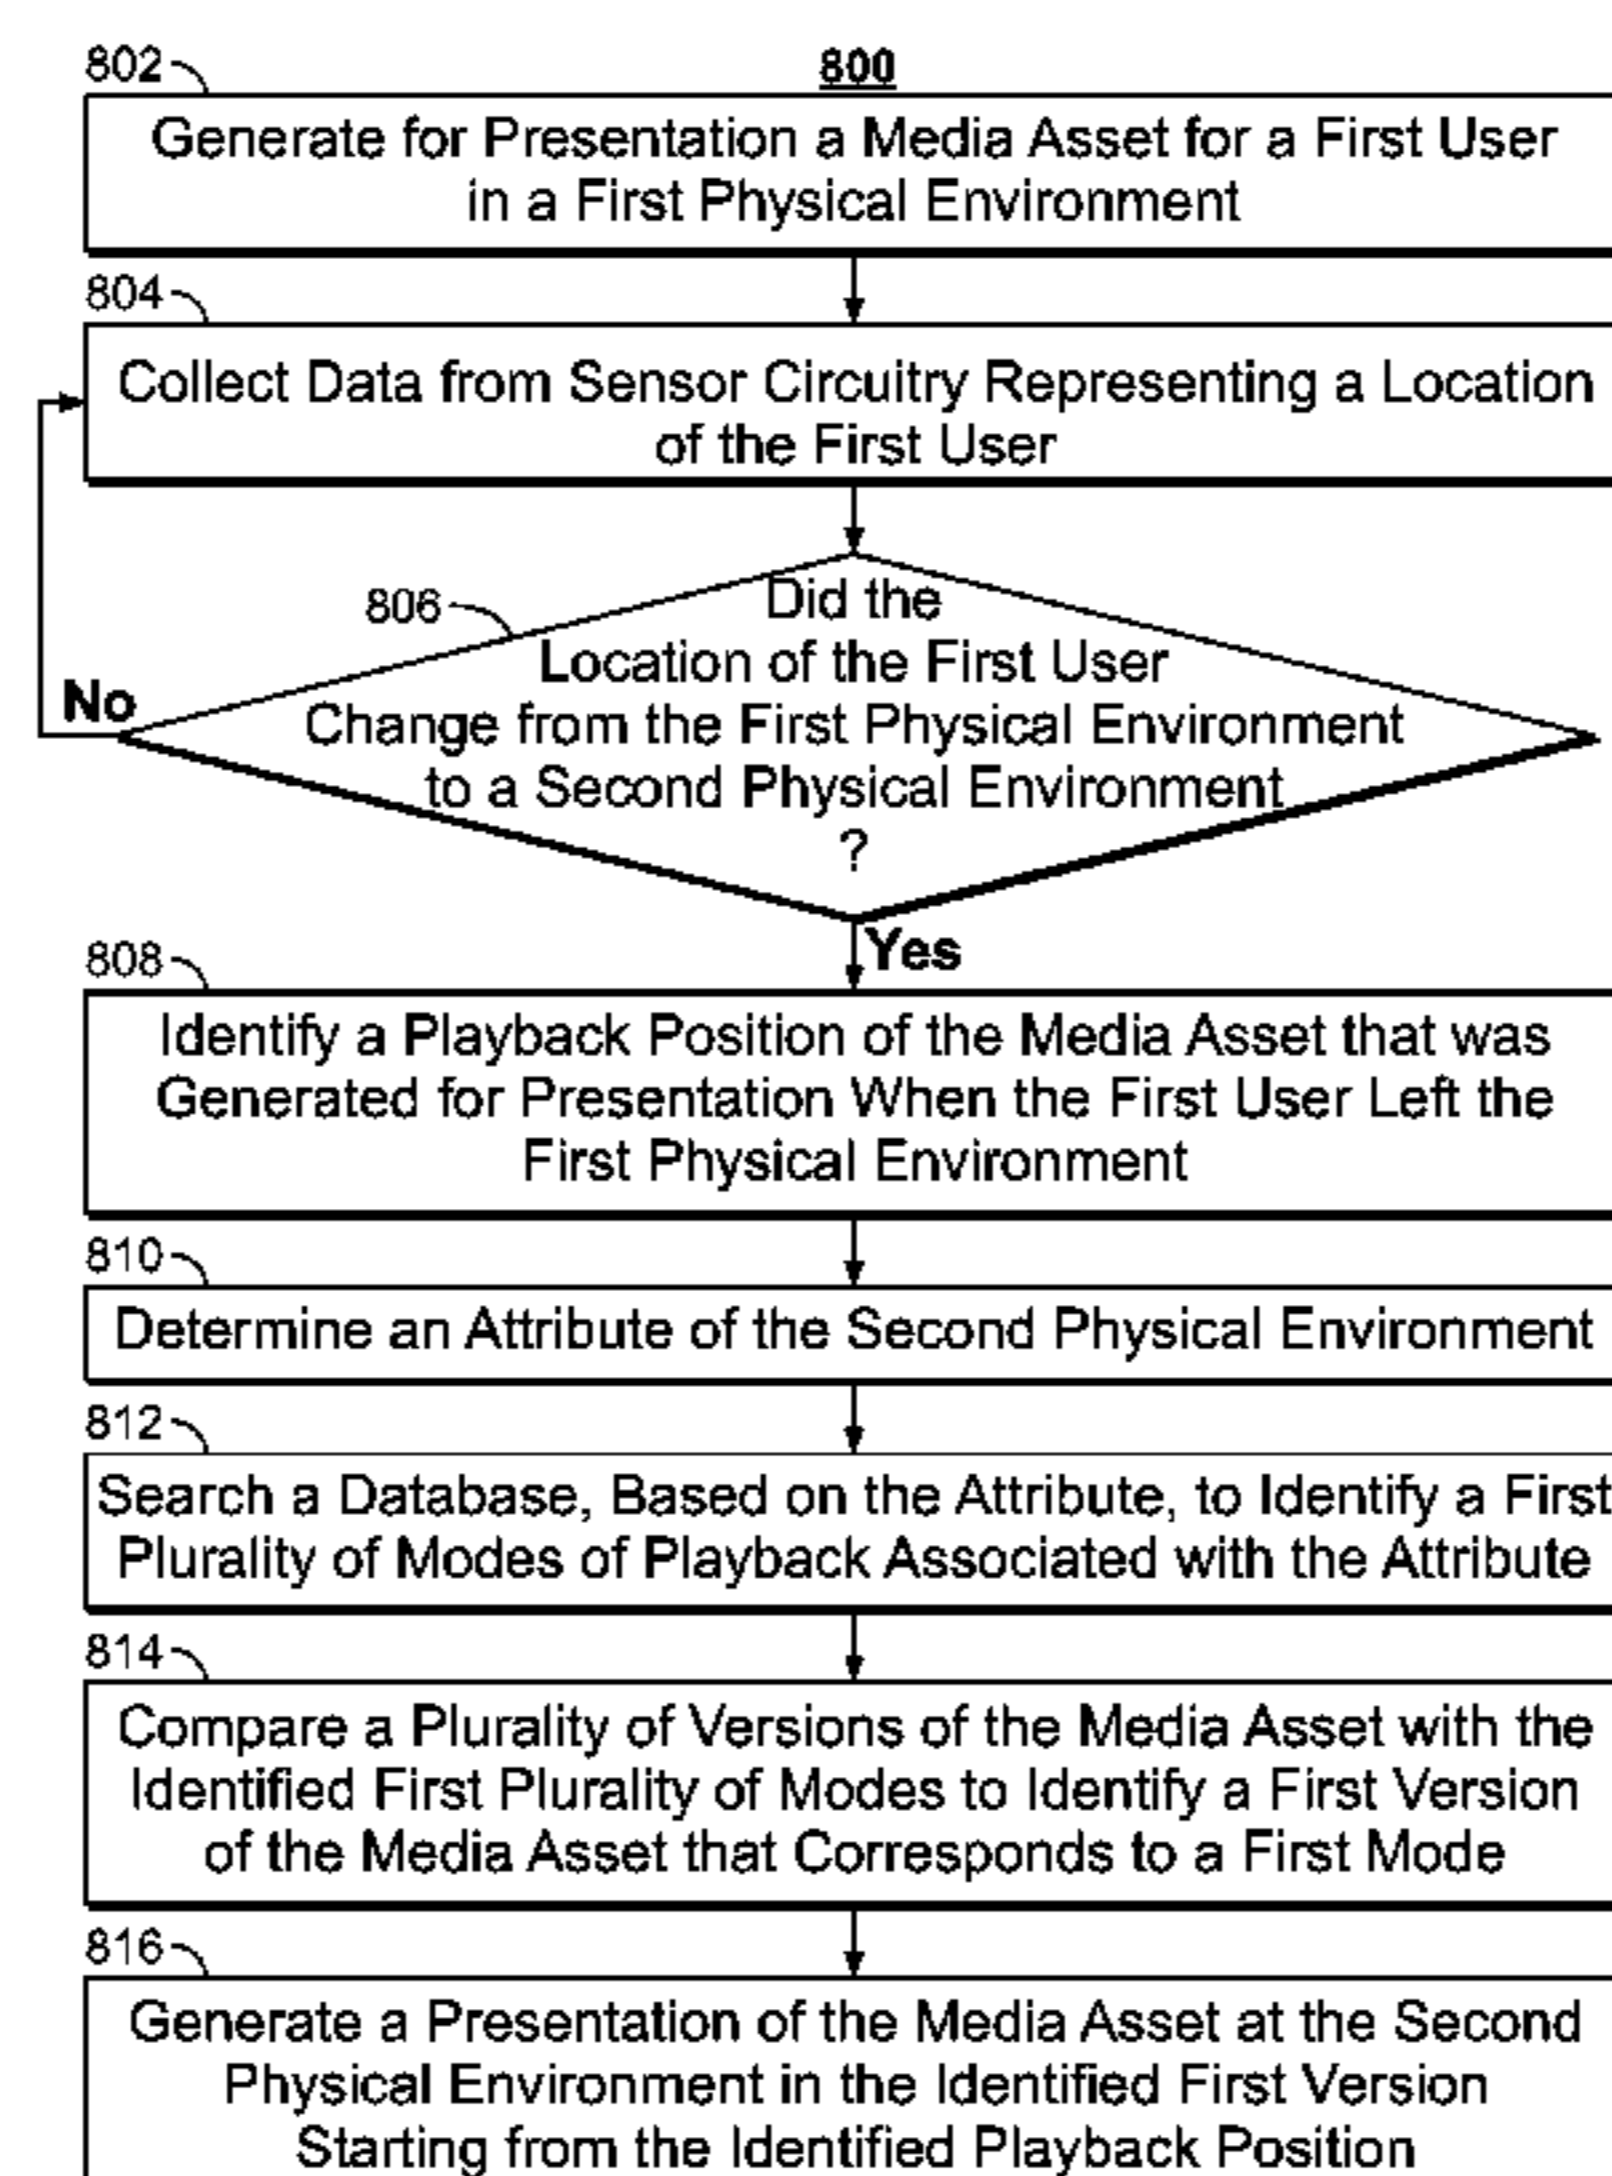 802
800
Generate for Presentation a Media Asset for a First User
in a First Physical Environment
804
Collect Data from Sensor Circuitry Representing a Location
of the First User
806
Did the
Location of the First User
Change from the First Physical Environment
to a Second Physical Environment
?
No
Yes
808
Identify a Playback Position of the Media Asset that was
Generated for Presentation When the First User Left the
First Physical Environment
810
Determine an Attribute of the Second Physical Environment
812
Search a Database, Based on the Attribute, to Identify a First
Plurality of Modes of Playback Associated with the Attribute
814
Compare a Plurality of Versions of the Media Asset with the
Identified First Plurality of Modes to Identify a First Version
of the Media Asset that Corresponds to a First Mode
816
Generate a Presentation of the Media Asset at the Second
Physical Environment in the Identified First Version
Starting from the Identified Playback Position